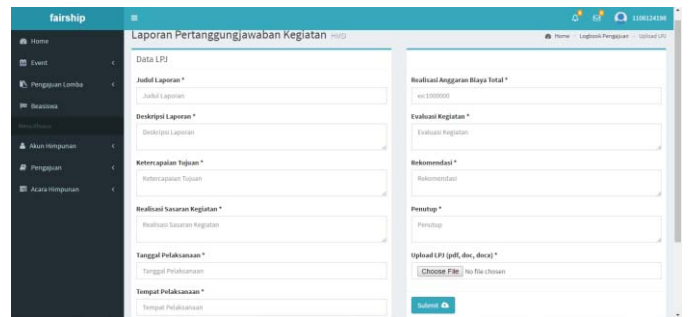 fairship
1106124186
Home
Event
Pengajuan Lomba
Beasiswa
Akun Himpunan
Pengajuan
Acara Himpunan
Laporan Pertanggungjawaban Kegiatan
Home > Logbook Pengajuan > Upload LPJ
Data LPJ
Judul Laporan *
Judul Laporan
Deskripsi Laporan *
Deskripsi Laporan
Ketercapaian Tujuan *
Ketercapaian Tujuan
Realisasi Sasaran Kegiatan *
Realisasi Sasaran Kegiatan
Tanggal Pelaksanaan *
Tanggal Pelaksanaan
Tempat Pelaksanaan *
Tempat Pelaksanaan
Realisasi Anggaran Biaya Total *
ex:1000000
Evaluasi Kegiatan *
Evaluasi Kegiatan
Rekomendasi *
Rekomendasi
Penutup *
Penutup
Upload LPJ (pdf, doc, docx) *
Choose File No file chosen
Submit